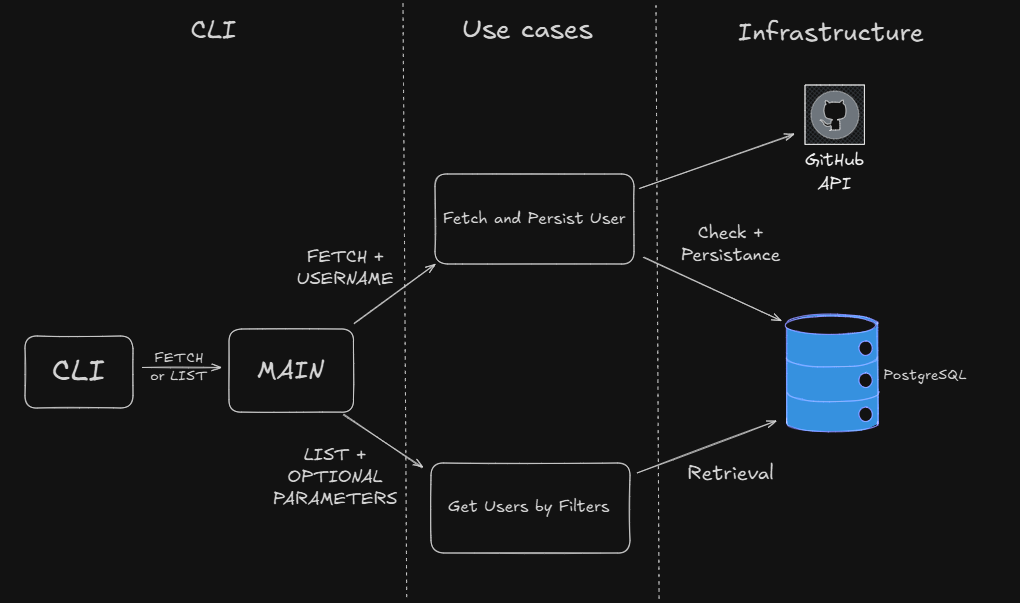 CLI
Use cases
Infrastructure
GitHub
API
Fetch and Persist User
Check +
Persistance
FETCH +
USERNAME
CLI
FETCH
or LIST
MAIN
PostgreSQL
LIST +
OPTIONAL
PARAMETERS
Retrieval
Get Users by Filters